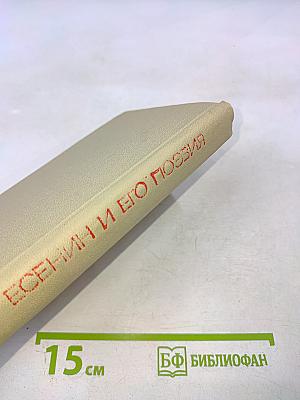 ЕСЕНИН И ЕГО ПОЭЗИЯ
15 см
БФ БИБЛИОФАН